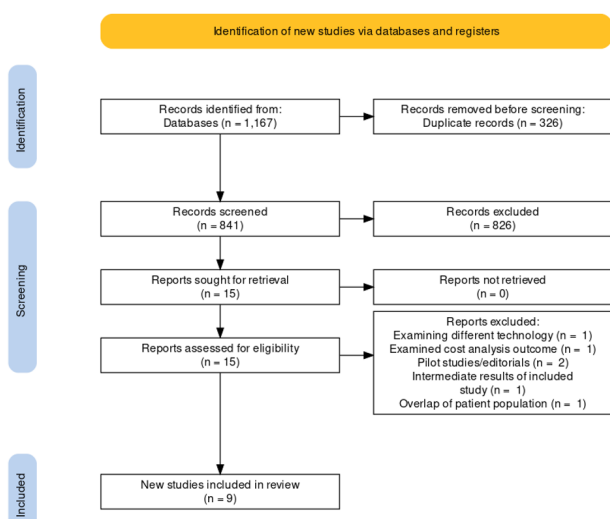 Identification of new studies via databases and registers
Identification
Records identified from:
Databases (n = 1,167)
Records removed before screening:
Duplicate records (n = 326)
Screening
Records screened
(n = 841)
Records excluded
(n = 826)
Reports sought for retrieval
(n = 15)
Reports not retrieved
(n = 0)
Reports assessed for eligibility
(n = 15)
Reports excluded:
Examining different technology (n = 1)
Examined cost analysis outcome (n = 1)
Pilot studies/editorials (n = 2)
Intermediate results of included
study (n = 1)
Overlap of patient population (n = 1)
Included
New studies included in review
(n = 9)